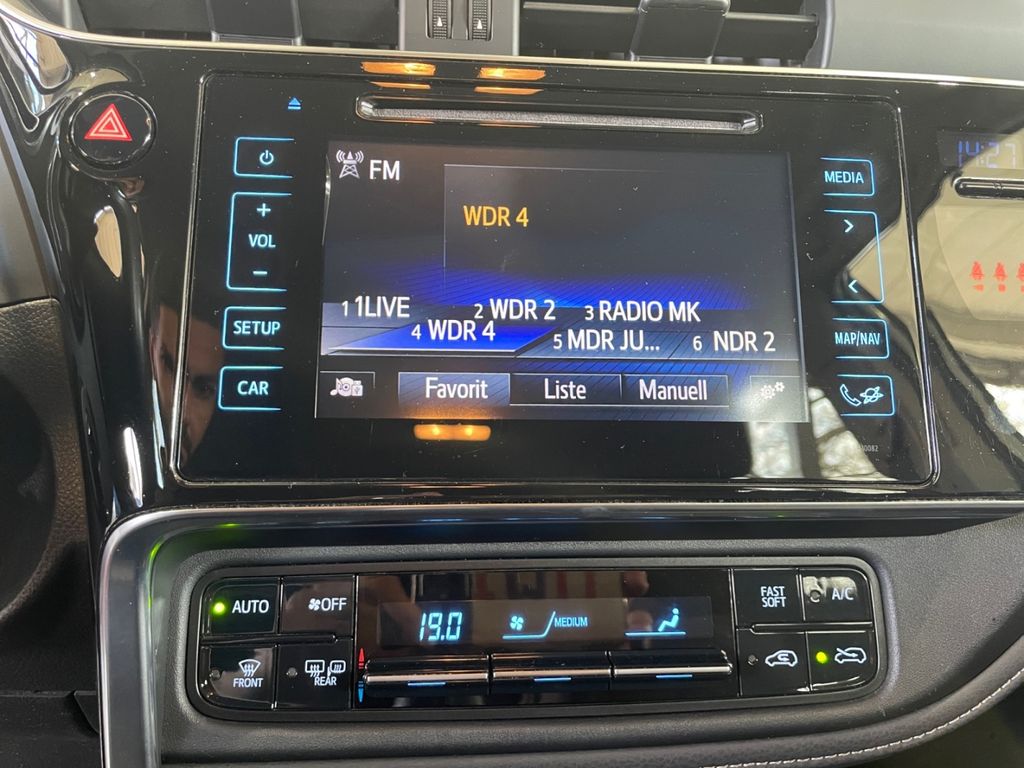 FM
MEDIA
14:27
WDR 4
+
VOL
−
1 1LIVE 2 WDR 2 3 RADIO MK
4 WDR 4 5 MDR JU... 6 NDR 2
SETUP
MAP/NAV
CAR
Favorit Liste Manuell
AUTO OFF
19.0 MEDIUM
FAST
SOFT
A/C
FRONT
REAR